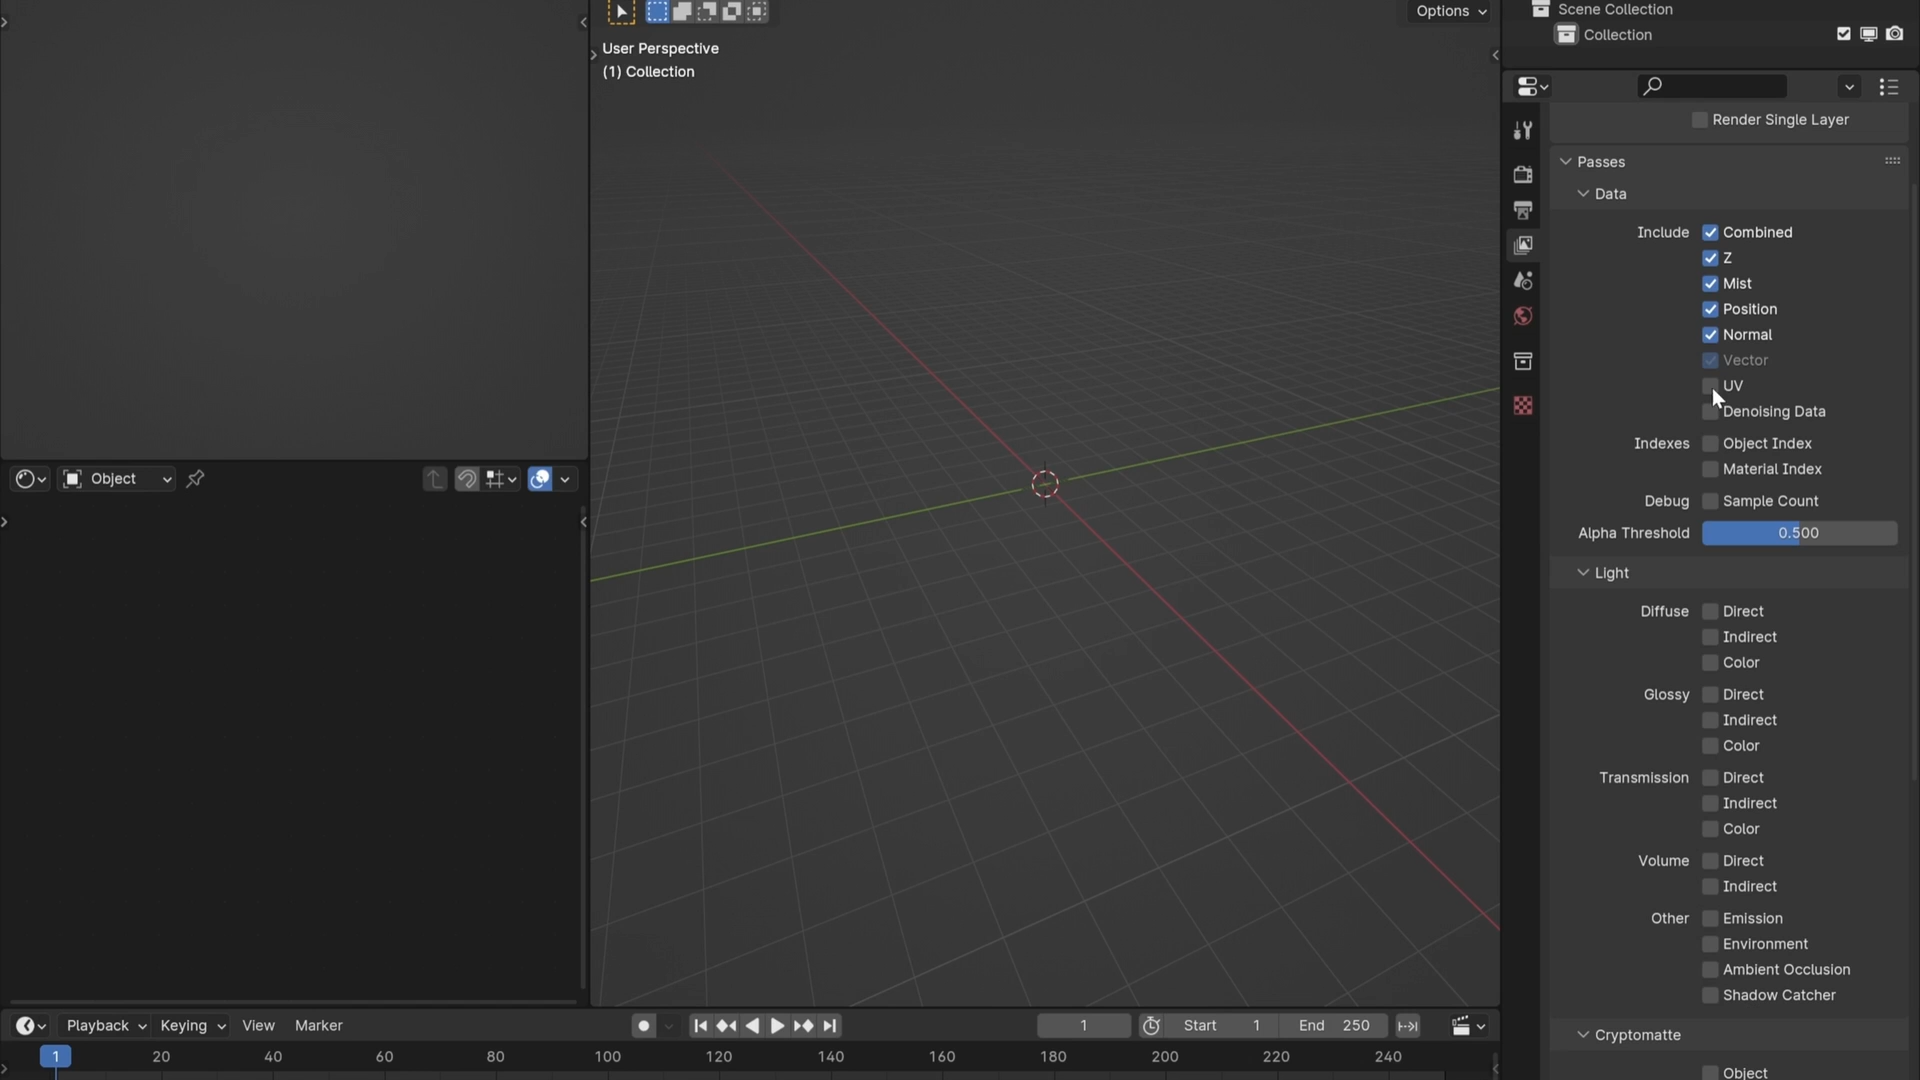 Options
Scene Collection
Collection
User Perspective
(1) Collection
Render Single Layer
Passes
Data
Include Combined
Z
Mist
Position
Normal
Vector
UV
Denoising Data
Indexes Object Index
Material Index
Debug Sample Count
Alpha Threshold 0.500
Light
Diffuse Direct
Indirect
Color
Glossy Direct
Indirect
Color
Transmission Direct
Indirect
Color
Volume Direct
Indirect
Other Emission
Environment
Ambient Occlusion
Shadow Catcher
Cryptomatte
Object
Object
Playback Keying View Marker 1 Start 1 End 250
1 20 40 60 80 100 120 140 160 180 200 220 240